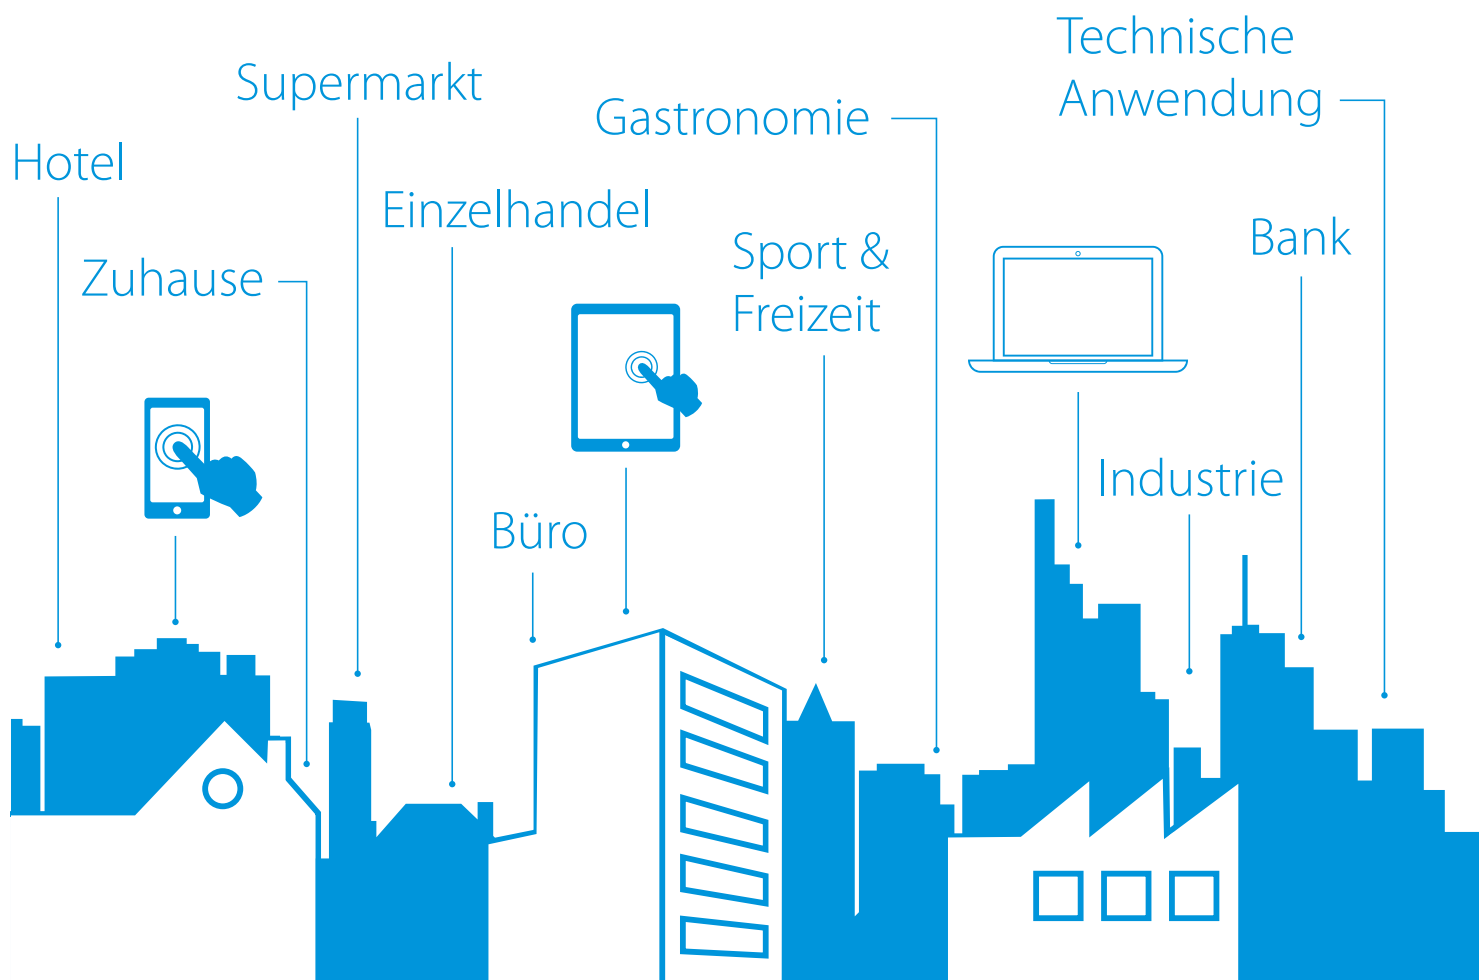 Technische
Anwendung
Supermarkt
Gastronomie
Hotel
Einzelhandel
Bank
Sport &
Freizeit
Zuhause
Industrie
Büro